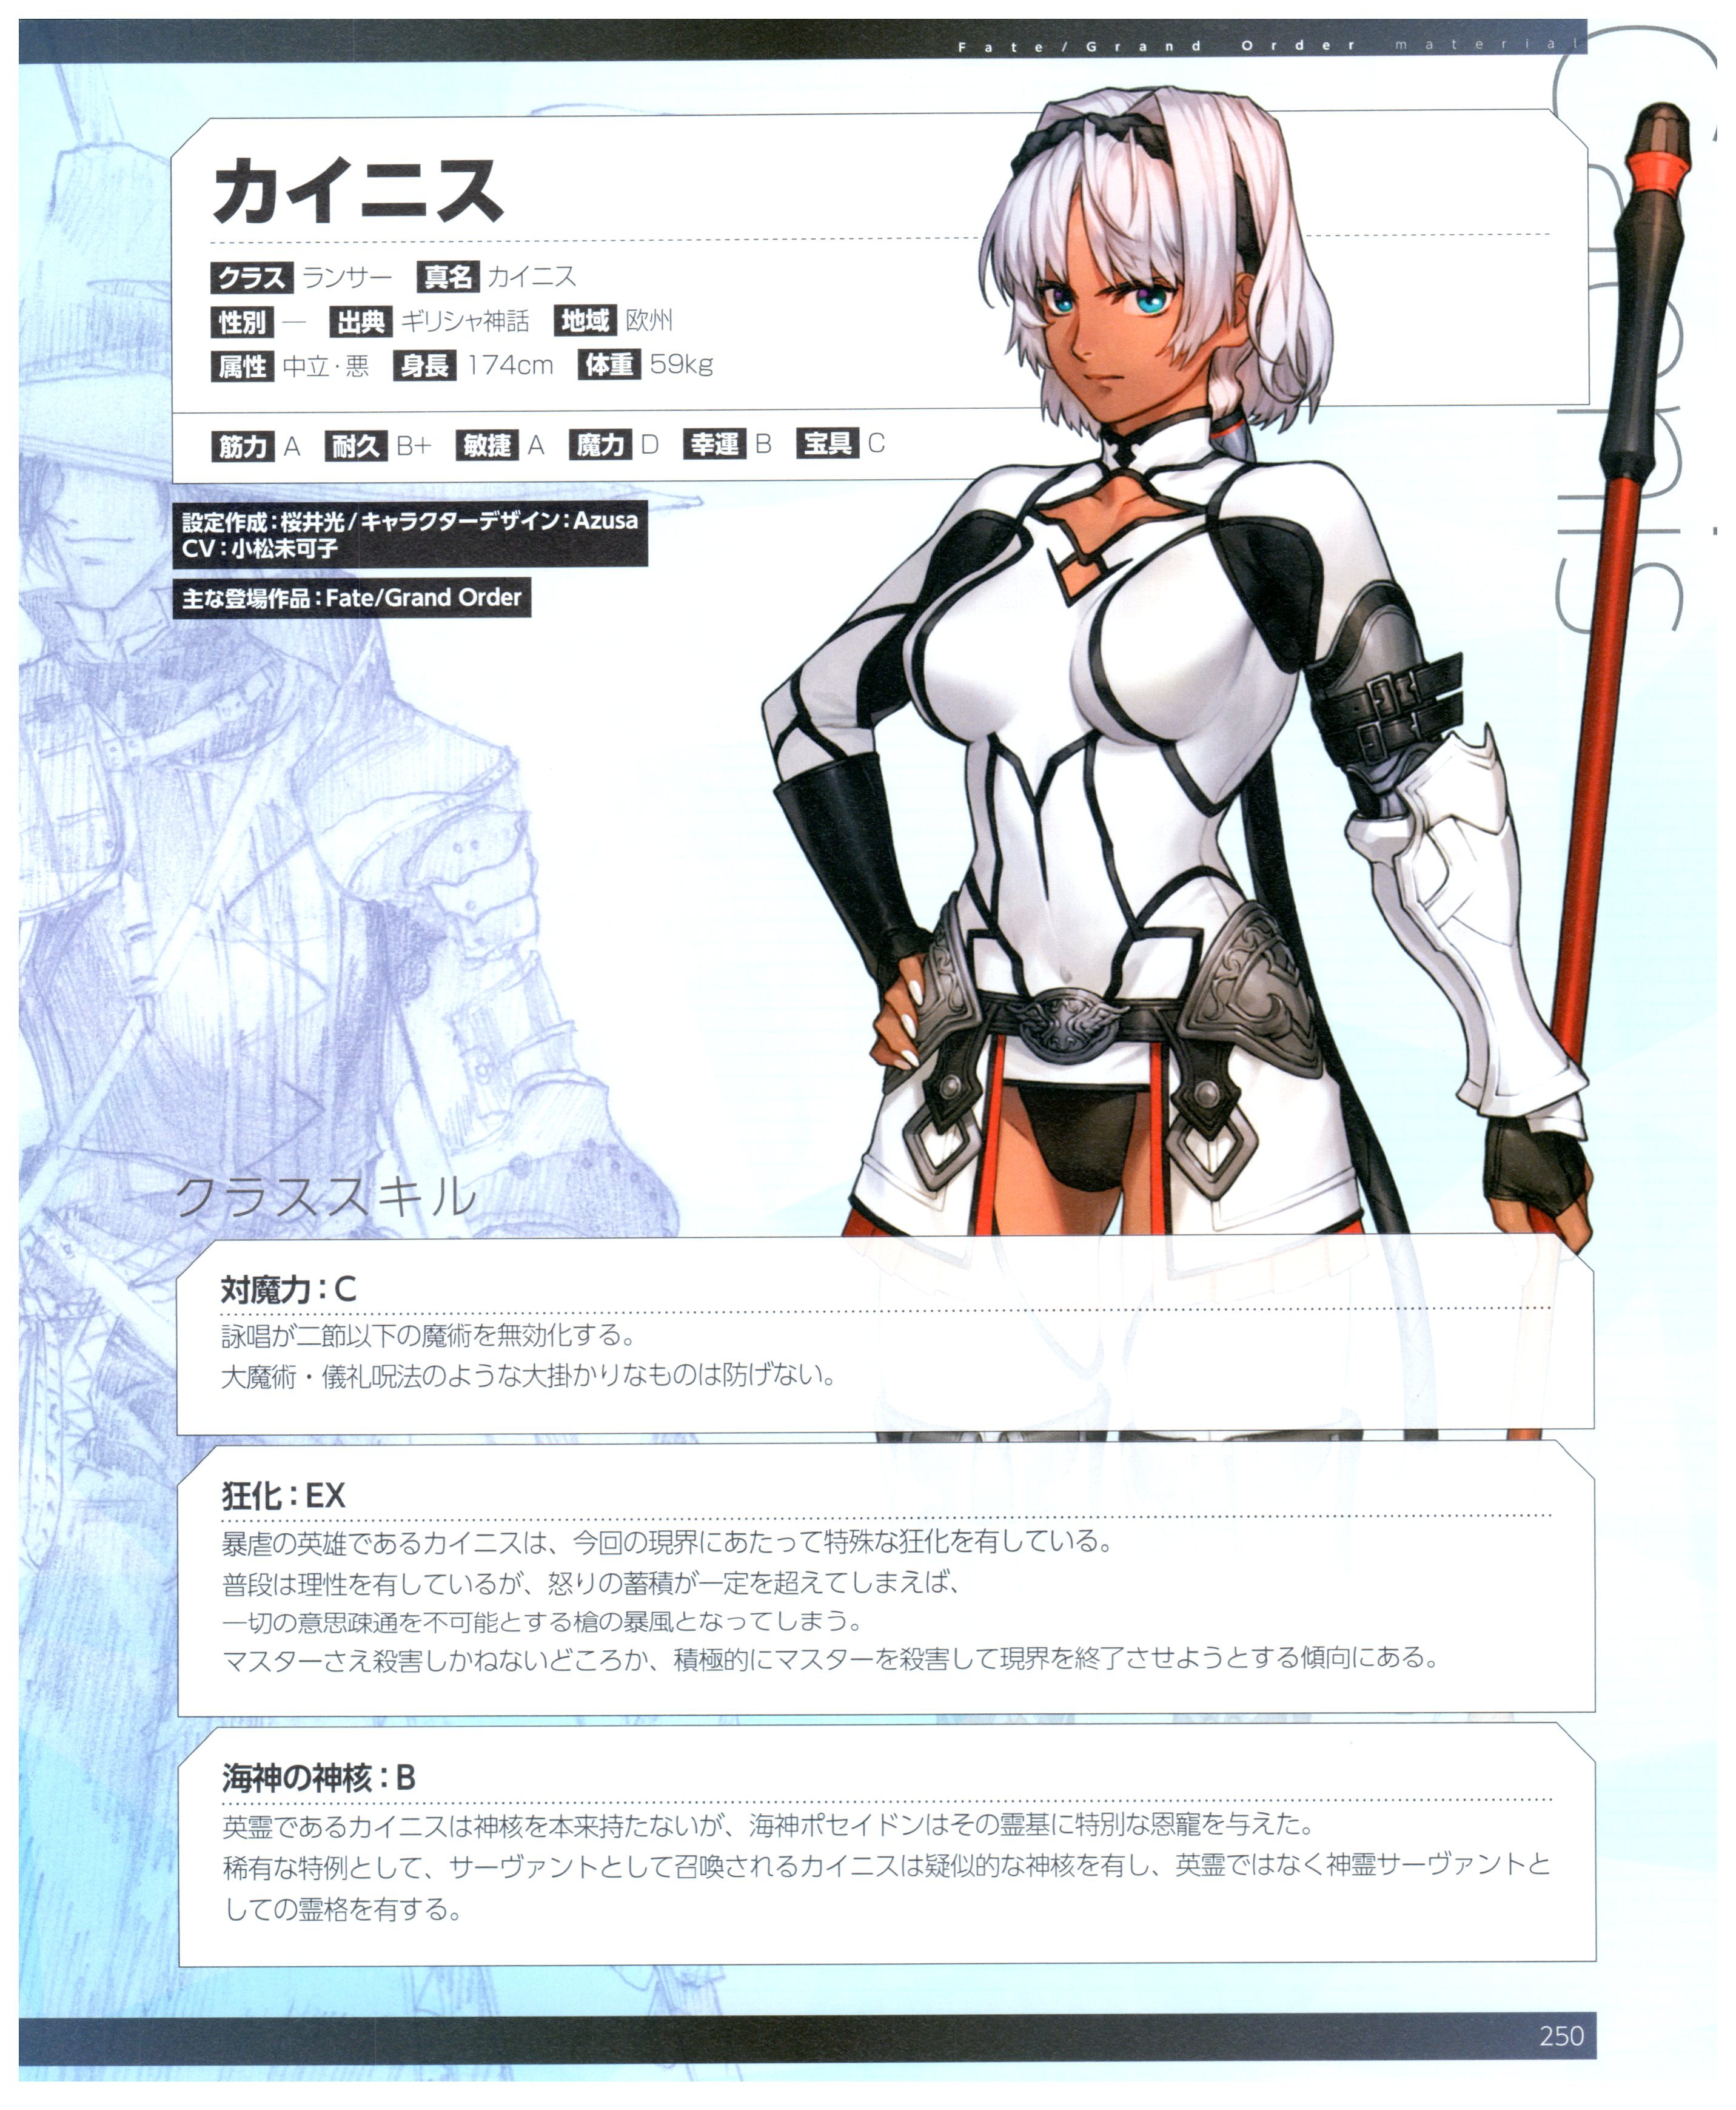 Fate/Grand Order material
カイニス
クラス ランサー 真名 カイニス
性別 ― 出典 ギリシャ神話 地域 欧州
属性 中立・悪 身長 174cm 体重 59kg
筋力 A 耐久 B+ 敏捷 A 魔力 D 幸運 B 宝具 C
設定作成:桜井光/キャラクターデザイン:Azusa
CV:小松未可子
主な登場作品:Fate/Grand Order
クラススキル
対魔力:C
詠唱が二節以下の魔術を無効化する。
大魔術・儀礼呪法のような大掛かりなものは防げない。
狂化:EX
暴虐の英雄であるカイニスは、今回の現界にあたって特殊な狂化を有している。
普段は理性を有しているが、怒りの蓄積が一定を超えてしまえば、
一切の意思疎通を不可能とする槍の暴風となってしまう。
マスターさえ殺害しかねないどころか、積極的にマスターを殺害して現界を終了させようとする傾向にある。
海神の神核:B
英霊であるカイニスは神核を本来持たないが、海神ポセイドンはその霊基に特別な恩寵を与えた。
稀有な特例として、サーヴァントとして召喚されるカイニスは疑似的な神核を有し、英霊ではなく神霊サーヴァントと
しての霊格を有する。
250